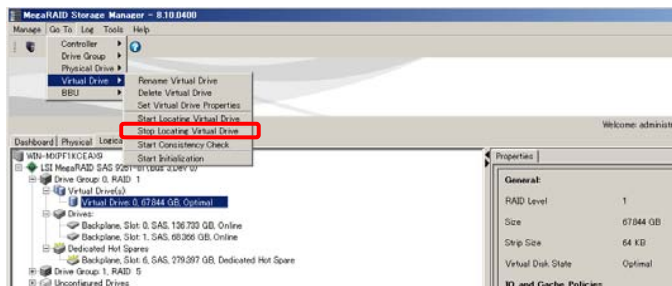 MegaRAID Storage Manager - 8.10.0400
Manage Go To Log Tools Help
Controller
Drive Group
Physical Drive
Virtual Drive
BBU
Rename Virtual Drive
Delete Virtual Drive
Set Virtual Drive Properties
Start Locating Virtual Drive
Stop Locating Virtual Drive
Start Consistency Check
Start Initialization
Welcome: administr
Dashboard Physical Logical
LSI MegaRAID SAS
Drive Group: 0, RAID 1
Virtual Drive(s)
Virtual Drive: 0, 67.844 GB, Optimal
Drives:
Backplane, Slot: 0, SAS, 136.733 GB, Online
Backplane, Slot: 1, SAS, 68.366 GB, Online
Dedicated Hot Spares
Backplane, Slot: 6, SAS, 279.397 GB, Dedicated Hot Spare
Drive Group: 1, RAID 5
Unconfigured Drives
Properties
General:
RAID Level 1
Size 67.844 GB
Strip Size 64 KB
Virtual Disk State Optimal
IO and Cache Policies